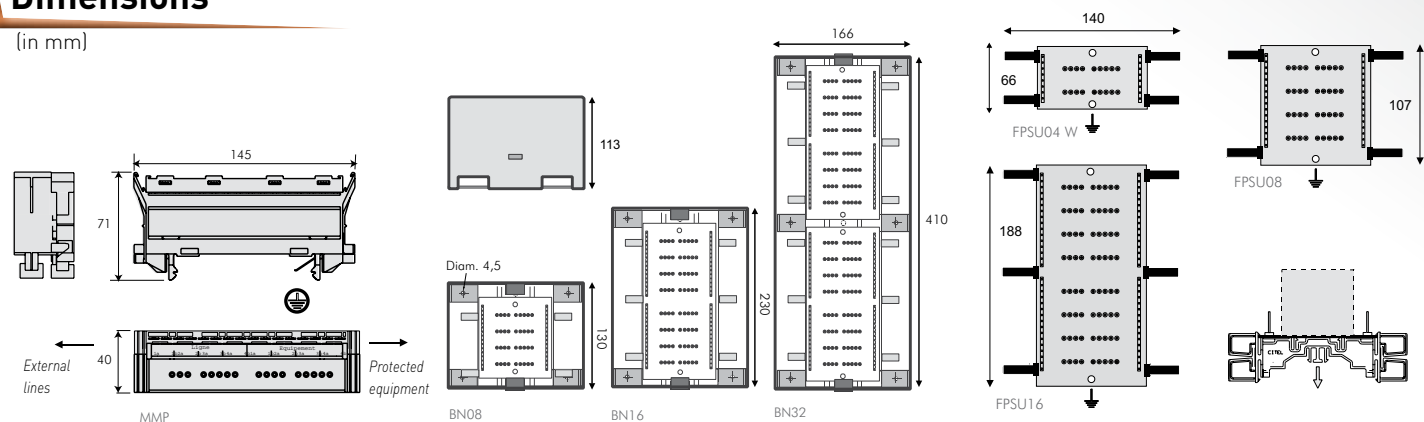 Dimensions
(in mm)
145
71
External
lines
40
Ligne
Equipement
Protected
equipment
MMP
113
Diam. 4,5
130
BN08
230
BN16
166
410
BN32
140
66
FPSU04 W
107
FPSU08
188
FPSU16
CITEL